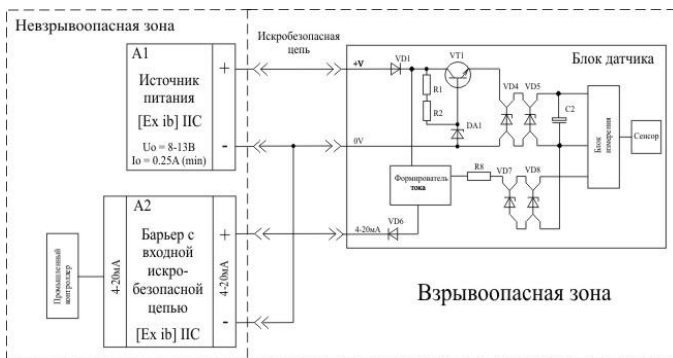 Невзрывоопасная зона
A1
Источник
питания
[Ex ib] IIC
Uo = 8-13В
Io = 0.25А (min)
+
-
Искробезопасная
цепь
+V
0V
4-20мА
Блок датчика
VD1
VT1
R1
R2
DA1
VD4
VD5
C2
Блок
измерения
Сенсор
Формирователь
тока
R8
VD7
VD8
VD6
A2
Барьер с
входной
искро-
безопасной
цепью
[Ex ib] IIC
4-20мА
4-20мА
+
-
Промышленный
контроллер
Взрывоопасная зона